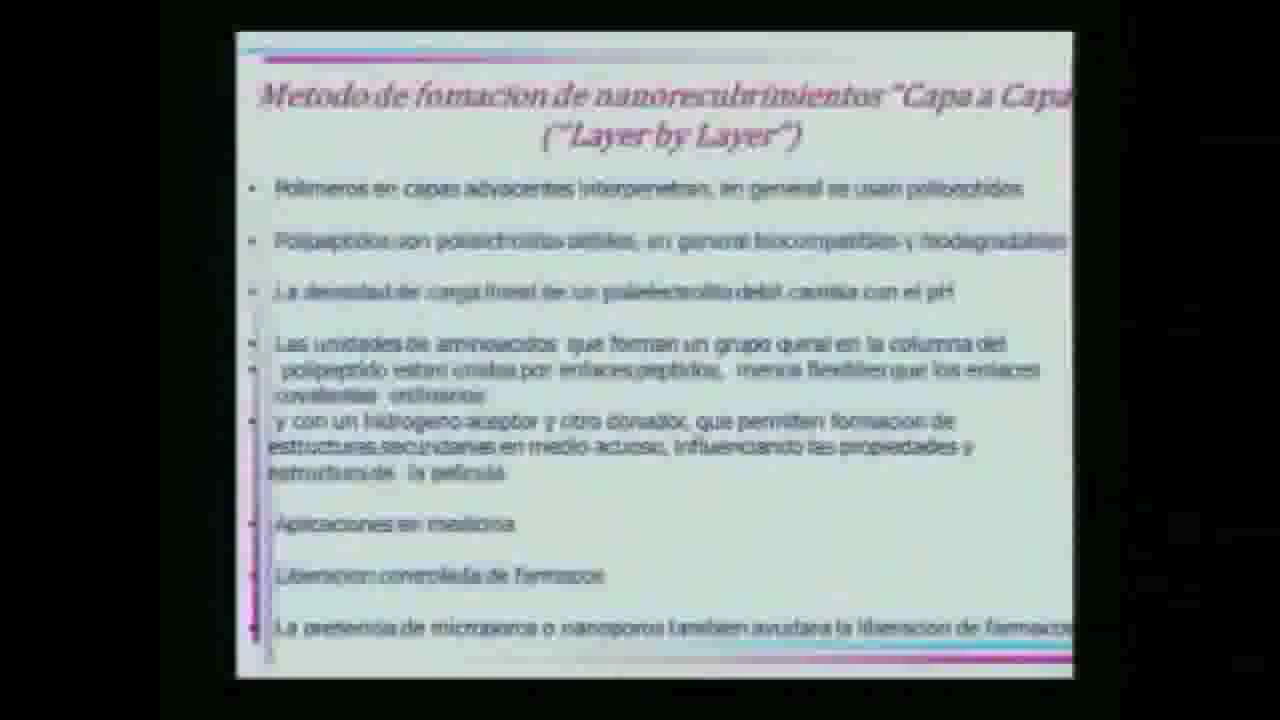 Metodo de fomacion de nanorecubrimientos "Capa a Capa
("Layer by Layer")
• Polimeros en capas adyacentes interpenetran, en general se usan polipeptidos
• Polipeptidos son polielectrolitos debiles, en general biocompatibles y biodegradables
• La densidad de carga lineal de un polielectrolito debil cambia con el pH
• Las unidades de aminoacidos que forman un grupo quiral en la columna del
• polipeptido estan unidas por enlaces peptidos, menos flexibles que los enlaces
covalentes ordinarios
• y con un hidrogeno aceptor y otro donador, que permiten formacion de
estructuras secundarias en medio acuoso, influenciando las propiedades y
estructura de la pelicula
• Aplicaciones en medicina
• Liberacion controlada de farmacos
• La presencia de microporos o nanoporos tambien ayudara la liberacion de farmacos